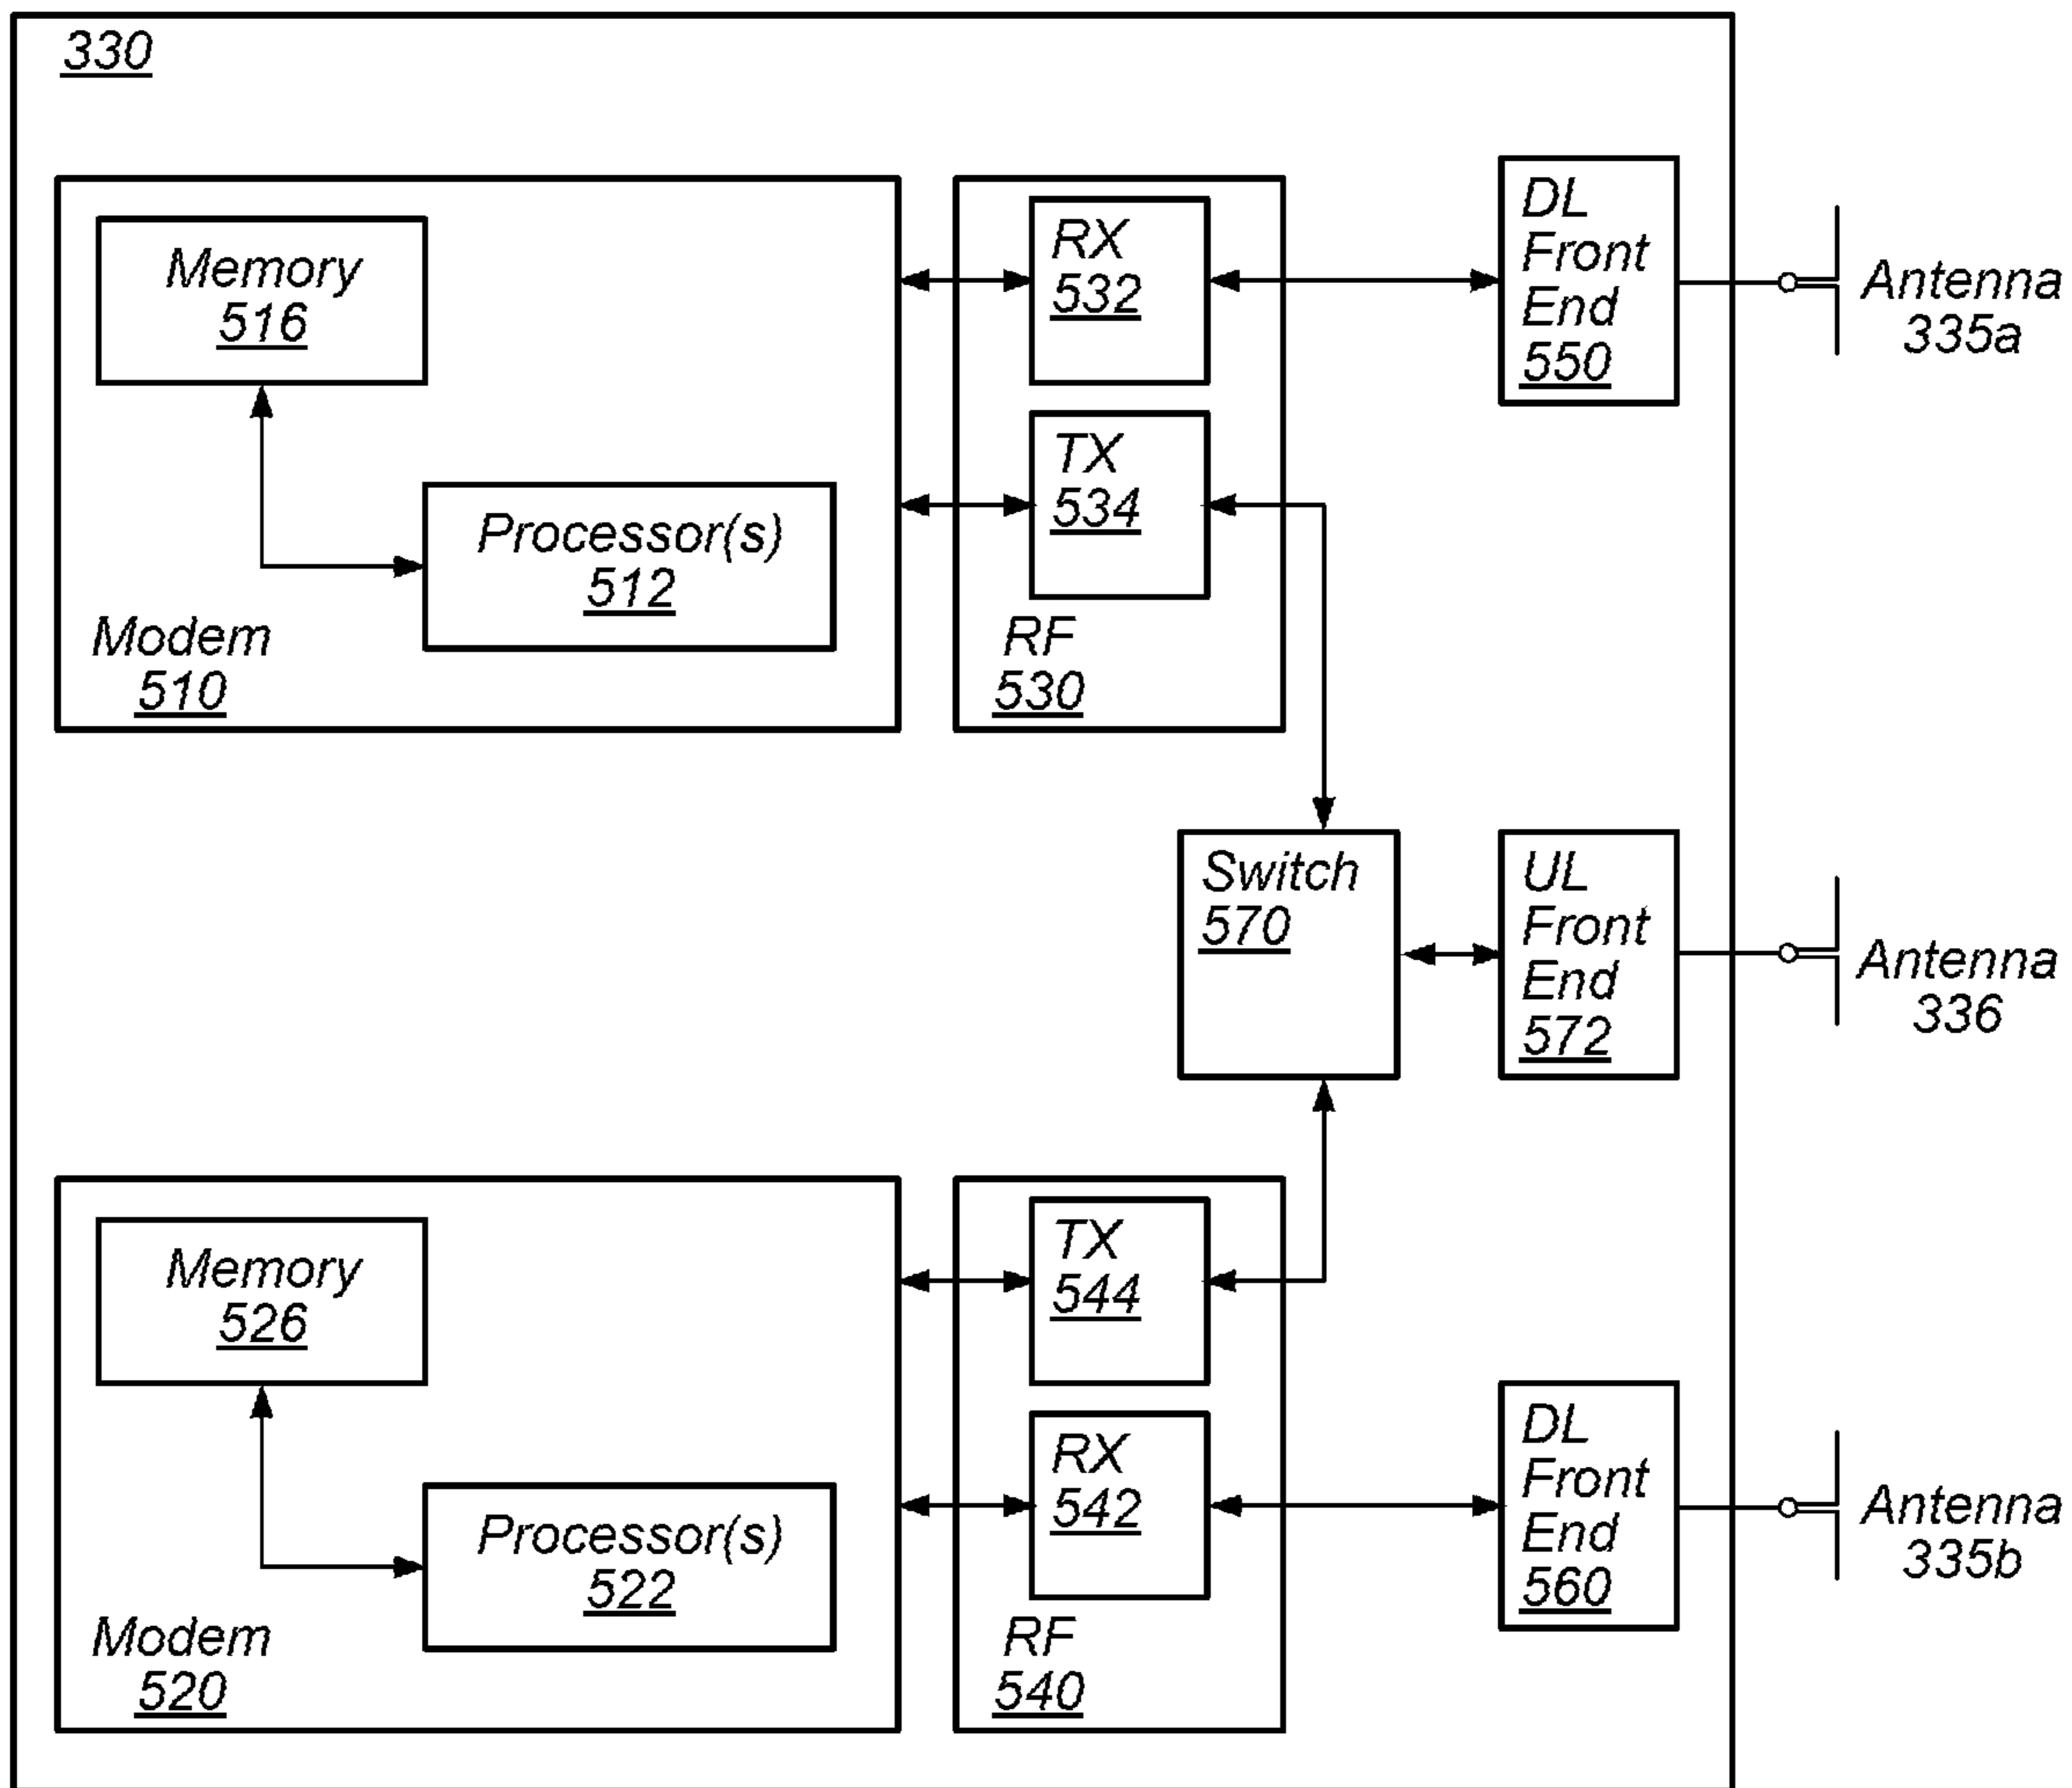 330
Memory
516
Processor(s)
512
Modem
510
RX
532
TX
534
RF
530
DL
Front
End
550
Antenna
335a
Switch
570
UL
Front
End
572
Antenna
336
Memory
526
Processor(s)
522
Modem
520
TX
544
RX
542
RF
540
DL
Front
End
560
Antenna
335b